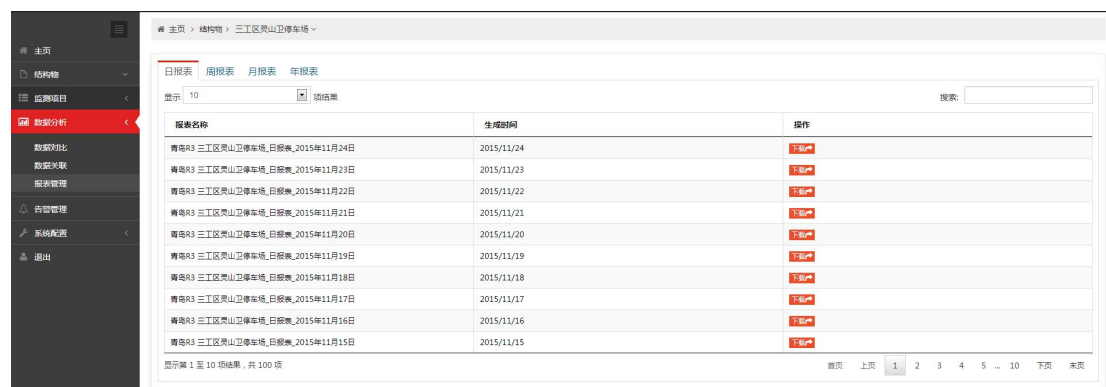 主页 > 结构物 > 三工区灵山卫停车场
主页
结构物
监测项目
数据分析
数据对比
数据关联
报表管理
告警管理
系统配置
退出
日报表 周报表 月报表 年报表
显示 10 项结果 搜索:
报表名称 生成时间 操作
青岛R3 三工区灵山卫停车场_日报表_2015年11月24日 2015/11/24 下载
青岛R3 三工区灵山卫停车场_日报表_2015年11月23日 2015/11/23 下载
青岛R3 三工区灵山卫停车场_日报表_2015年11月22日 2015/11/22 下载
青岛R3 三工区灵山卫停车场_日报表_2015年11月21日 2015/11/21 下载
青岛R3 三工区灵山卫停车场_日报表_2015年11月20日 2015/11/20 下载
青岛R3 三工区灵山卫停车场_日报表_2015年11月19日 2015/11/19 下载
青岛R3 三工区灵山卫停车场_日报表_2015年11月18日 2015/11/18 下载
青岛R3 三工区灵山卫停车场_日报表_2015年11月17日 2015/11/17 下载
青岛R3 三工区灵山卫停车场_日报表_2015年11月16日 2015/11/16 下载
青岛R3 三工区灵山卫停车场_日报表_2015年11月15日 2015/11/15 下载
显示第 1 至 10 项结果，共 100 项 首页 上页 1 2 3 4 5 ... 10 下页 末页